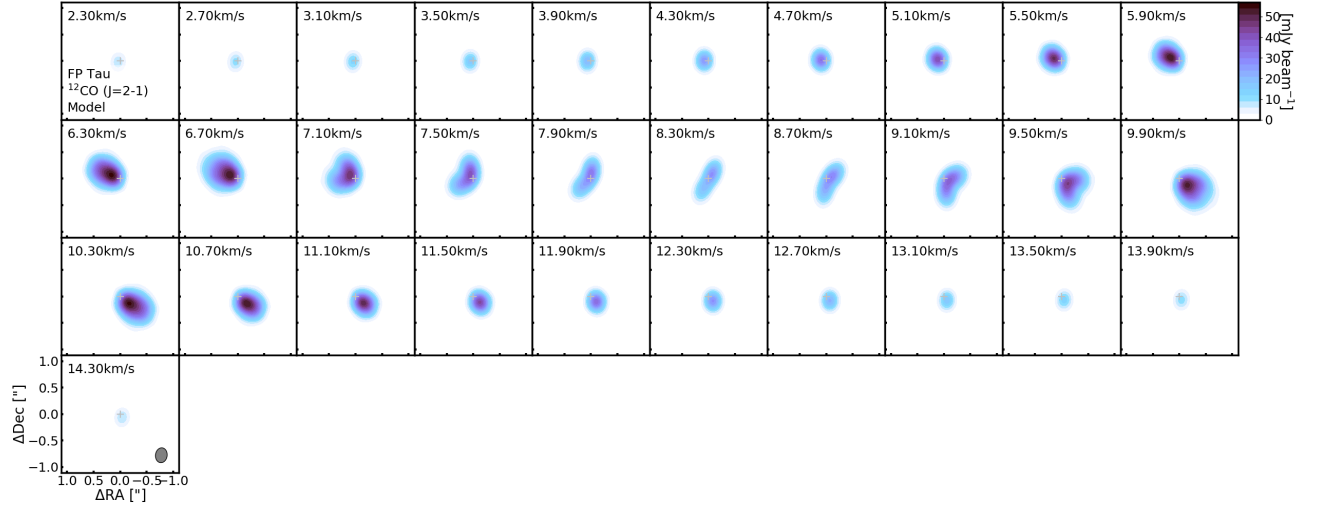 2.30km/s 2.70km/s 3.10km/s 3.50km/s 3.90km/s 4.30km/s 4.70km/s 5.10km/s 5.50km/s 5.90km/s
FP Tau
¹²CO (J=2-1)
Model
50
40
30
20
10
0
[mJy beam⁻¹]
6.30km/s 6.70km/s 7.10km/s 7.50km/s 7.90km/s 8.30km/s 8.70km/s 9.10km/s 9.50km/s 9.90km/s
10.30km/s 10.70km/s 11.10km/s 11.50km/s 11.90km/s 12.30km/s 12.70km/s 13.10km/s 13.50km/s 13.90km/s
14.30km/s
1.0
0.5
0.0
−0.5
−1.0
ΔDec ["]
1.0 0.5 0.0 −0.5 −1.0
ΔRA ["]